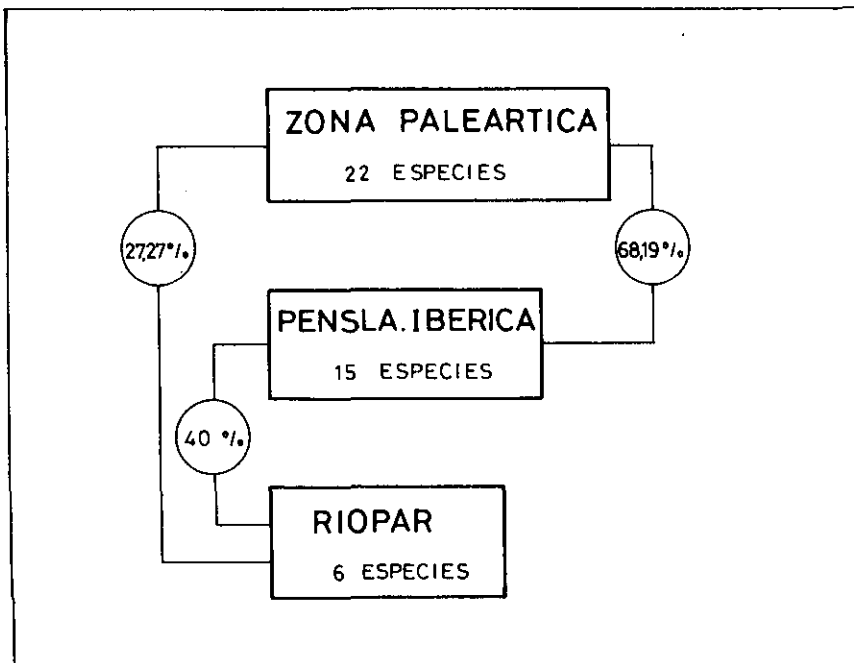 ZONA PALEARTICA
22 ESPECIES
27,27%
68,19%
PENSLA. IBERICA
15 ESPECIES
40 %
RIOPAR
6 ESPECIES